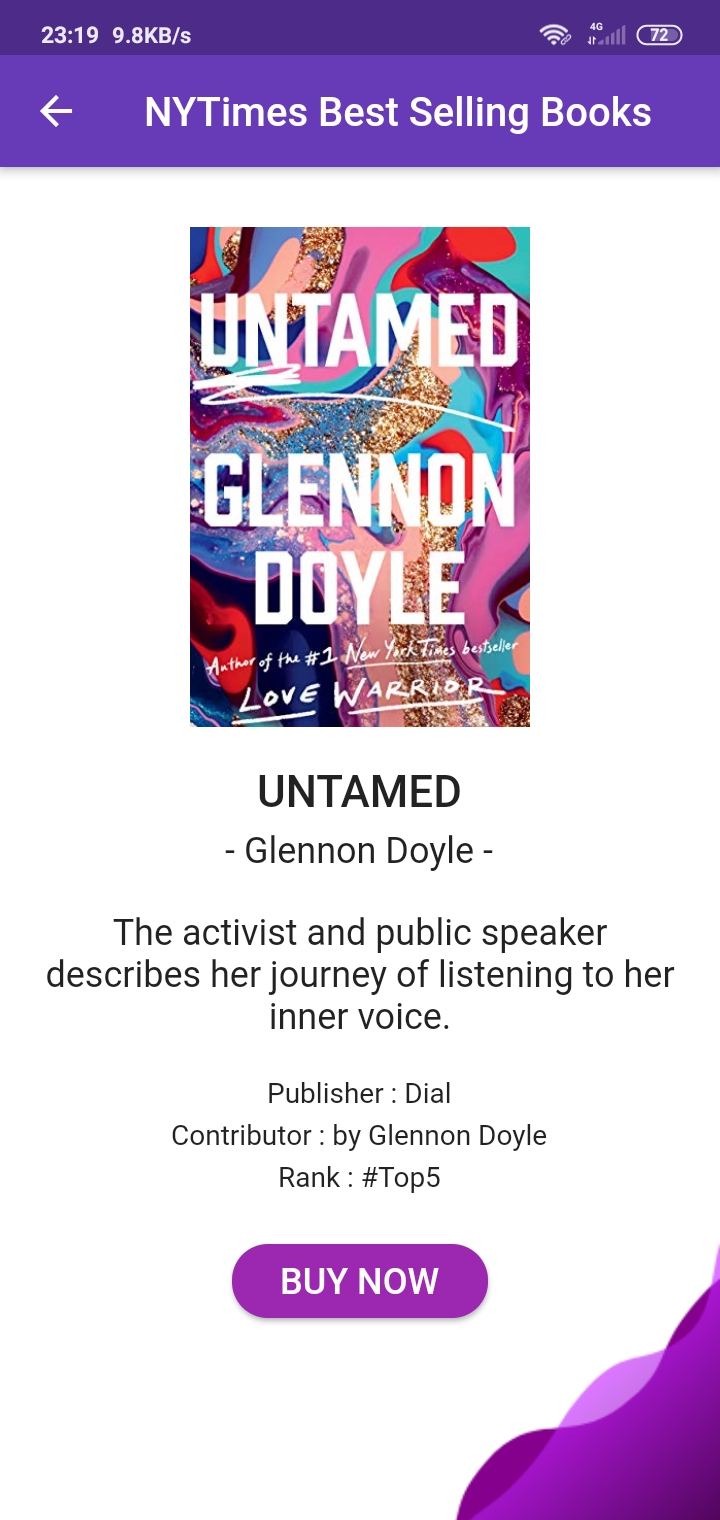 23:19 9.8KB/s 4G 72
NYTimes Best Selling Books
UNTAMED
GLENNON
DOYLE
Author of the #1 New York Times bestseller
LOVE WARRIOR
UNTAMED
- Glennon Doyle -
The activist and public speaker
describes her journey of listening to her
inner voice.
Publisher : Dial
Contributor : by Glennon Doyle
Rank : #Top5
BUY NOW